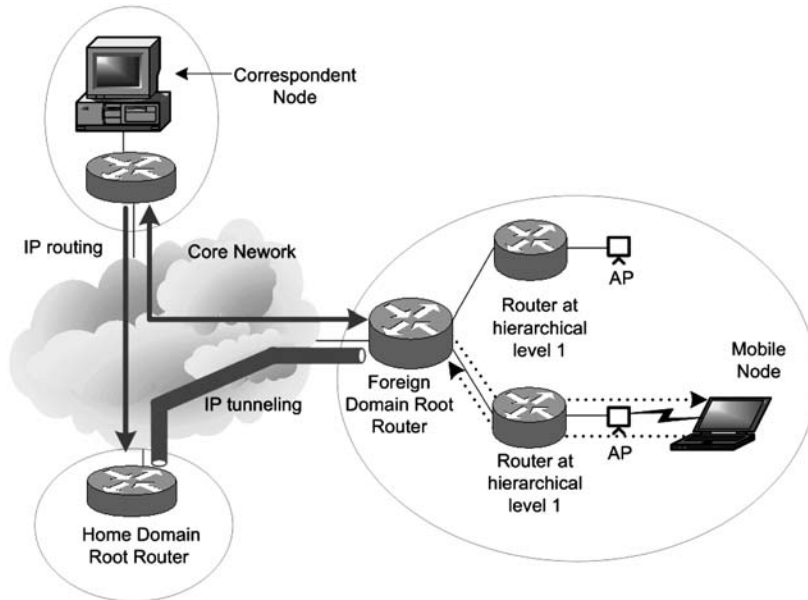 Correspondent
Node
IP routing
Core Nework
AP
Router at
hierarchical
level 1
Mobile
Node
Foreign
Domain Root
Router
IP tunneling
AP
Router at
hierarchical
level 1
Home Domain
Root Router